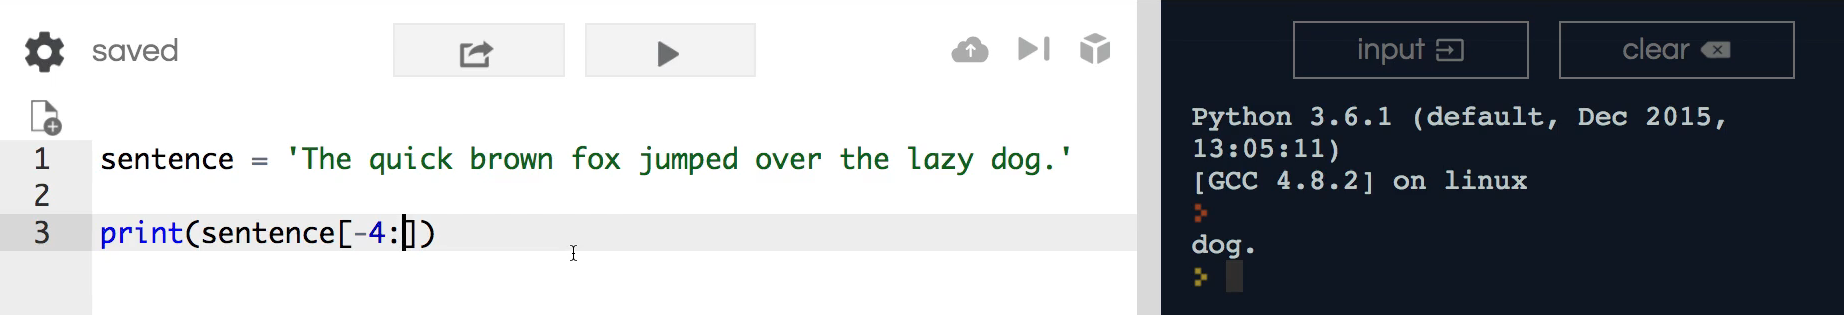 saved
input
clear
1 sentence = 'The quick brown fox jumped over the lazy dog.'
2
3 print(sentence[-4:])
Python 3.6.1 (default, Dec 2015,
13:05:11)
[GCC 4.8.2] on linux
>
dog.
>